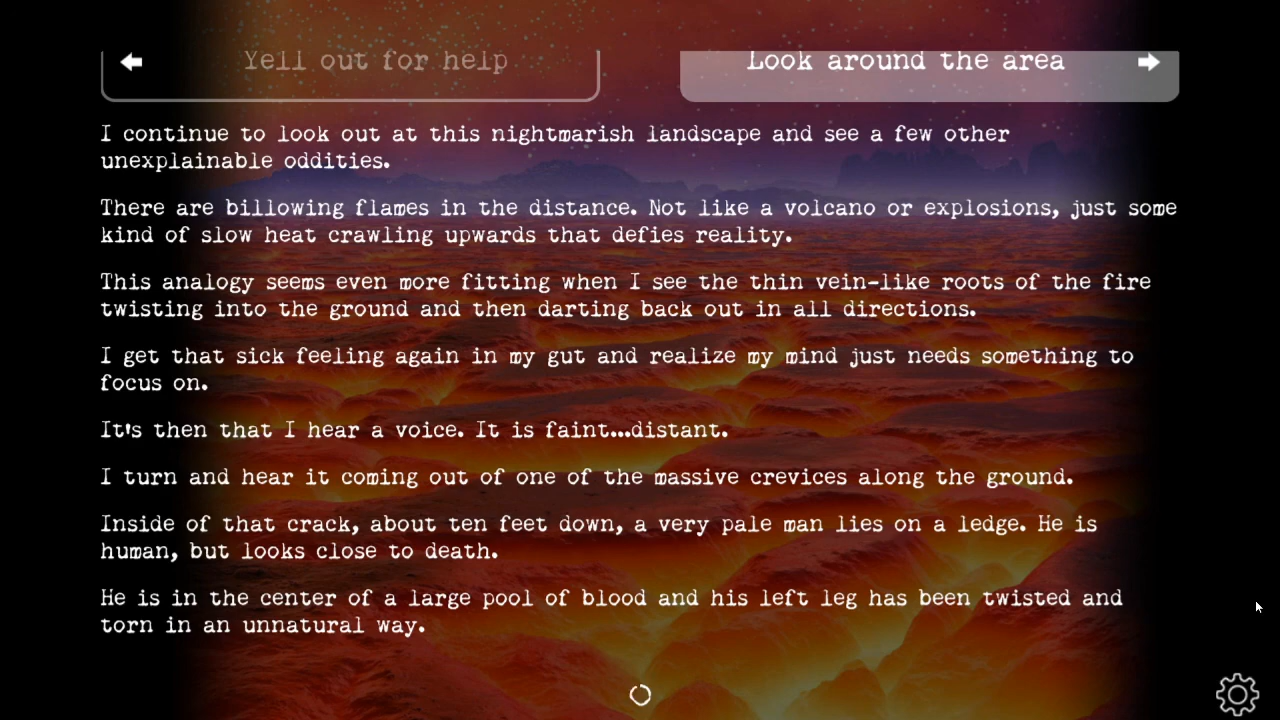 Yell out for help
Look around the area
I continue to look out at this nightmarish landscape and see a few other
unexplainable oddities.
There are billowing flames in the distance. Not like a volcano or explosions, just some
kind of slow heat crawling upwards that defies reality.
This analogy seems even more fitting when I see the thin vein-like roots of the fire
twisting into the ground and then darting back out in all directions.
I get that sick feeling again in my gut and realize my mind just needs something to
focus on.
It's then that I hear a voice. It is faint...distant.
I turn and hear it coming out of one of the massive crevices along the ground.
Inside of that crack, about ten feet down, a very pale man lies on a ledge. He is
human, but looks close to death.
He is in the center of a large pool of blood and his left leg has been twisted and
torn in an unnatural way.